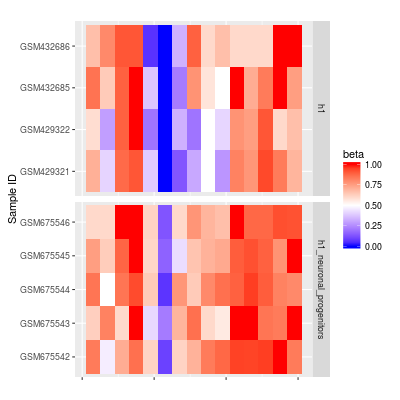 GSM432686
GSM432685
GSM429322
GSM429321
h1
GSM675546
GSM675545
GSM675544
GSM675543
GSM675542
h1_neuronal_progenitors
Sample ID
beta
1.00
0.75
0.50
0.25
0.00